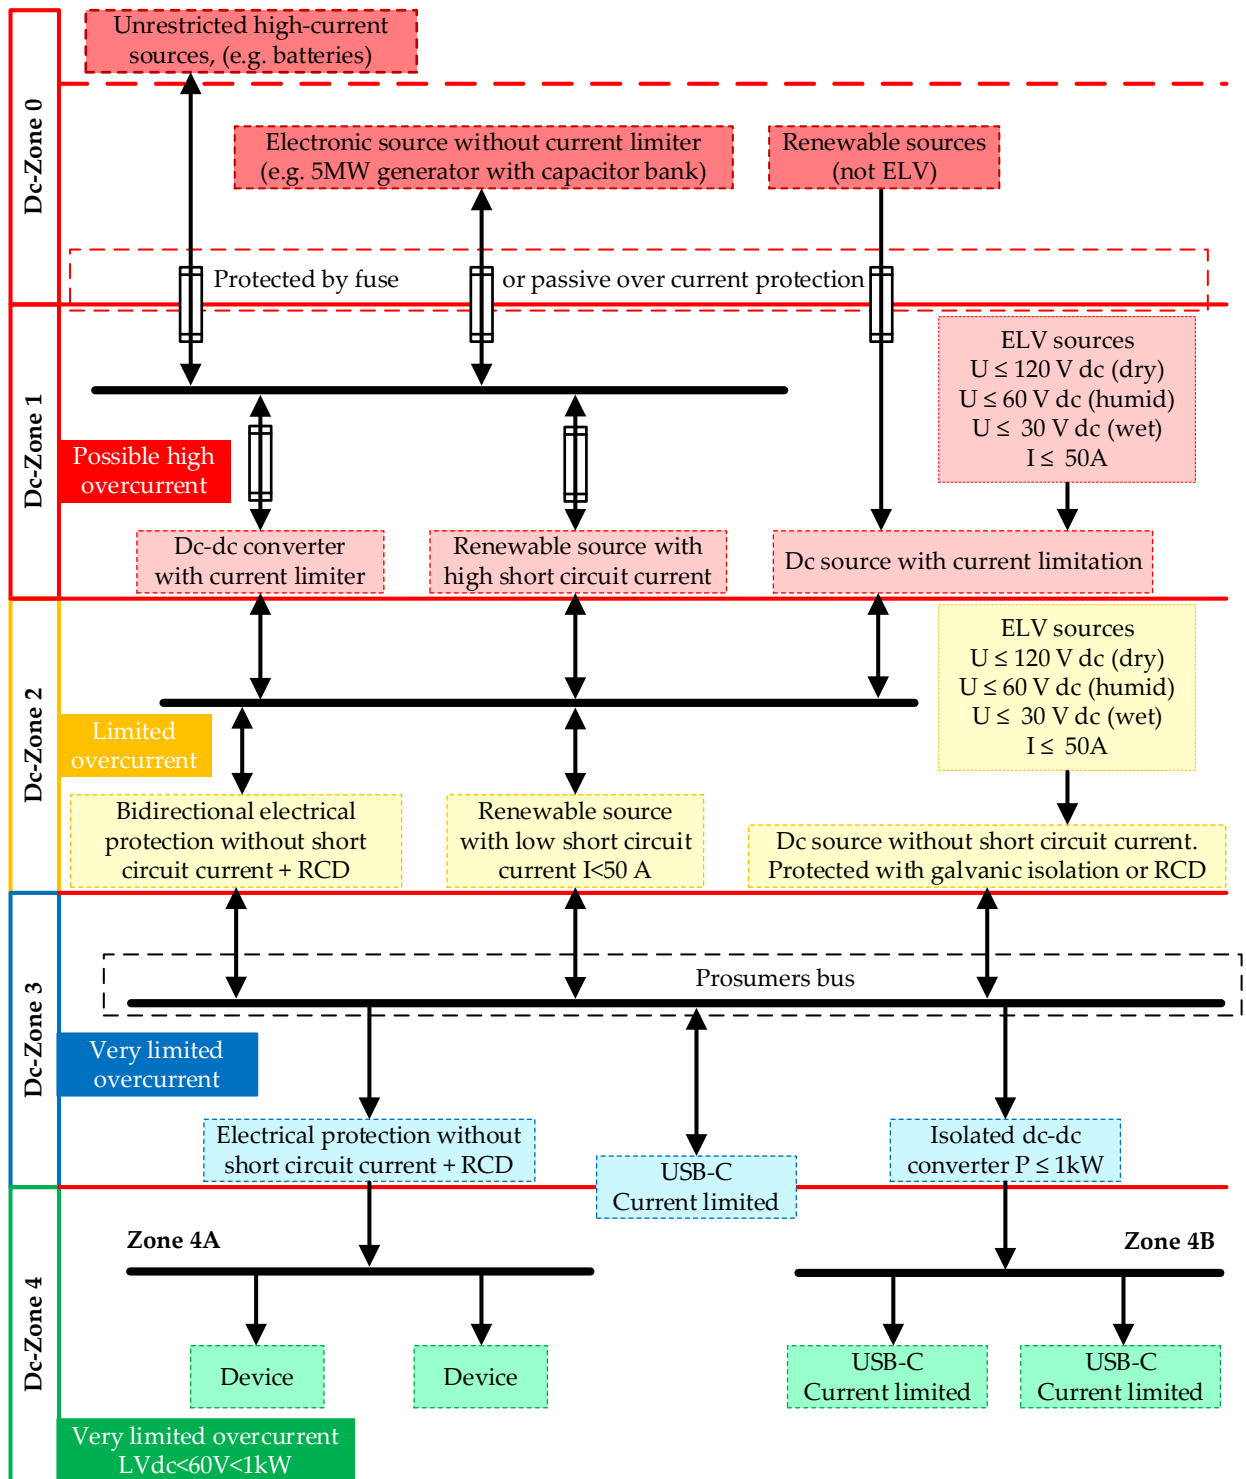 Unrestricted high-current
sources, (e.g. batteries)
Dc-Zone 0
Electronic source without current limiter
(e.g. 5MW generator with capacitor bank)
Renewable sources
(not ELV)
Protected by fuse
or passive over current protection
Dc-Zone 1
ELV sources
U ≤ 120 V dc (dry)
U ≤ 60 V dc (humid)
U ≤  30 V dc (wet)
I ≤  50A
Possible high
overcurrent
Dc-dc converter
with current limiter
Renewable source with
high short circuit current
Dc source with current limitation
Dc-Zone 2
ELV sources
U ≤ 120 V dc (dry)
U ≤ 60 V dc (humid)
U ≤  30 V dc (wet)
I ≤  50A
Limited
overcurrent
Bidirectional electrical
protection without short
circuit current + RCD
Renewable source
with low short circuit
current I<50 A
Dc source without short circuit current.
Protected with galvanic isolation or RCD
Dc-Zone 3
Prosumers bus
Very limited
overcurrent
Electrical protection without
short circuit current + RCD
USB-C
Current limited
Isolated dc-dc
converter P ≤ 1kW
Dc-Zone 4
Zone 4A
Zone 4B
Device
Device
USB-C
Current limited
USB-C
Current limited
Very limited overcurrent
LVdc<60V<1kW